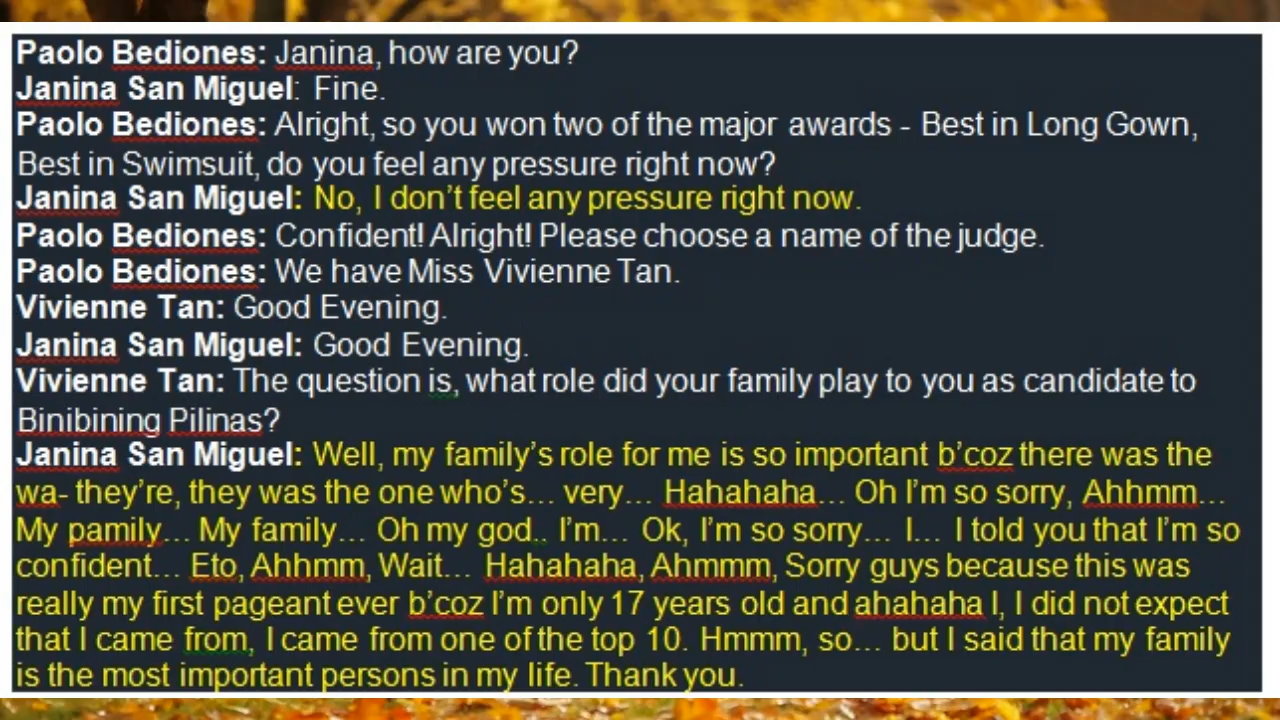 Paolo Bediones: Janina, how are you?
Janina San Miguel: Fine.
Paolo Bediones: Alright, so you won two of the major awards - Best in Long Gown,
Best in Swimsuit, do you feel any pressure right now?
Janina San Miguel: No, I don’t feel any pressure right now.
Paolo Bediones: Confident! Alright! Please choose a name of the judge.
Paolo Bediones: We have Miss Vivienne Tan.
Vivienne Tan: Good Evening.
Janina San Miguel: Good Evening.
Vivienne Tan: The question is, what role did your family play to you as candidate to
Binibining Pilinas?
Janina San Miguel: Well, my family’s role for me is so important b’coz there was the
wa- they’re, they was the one who’s... very... Hahahaha... Oh I’m so sorry, Ahhmm...
My pamily... My family... Oh my god.. I’m... Ok, I’m so sorry... I... I told you that I’m so
confident... Eto, Ahhmm, Wait... Hahahaha, Ahmmm, Sorry guys because this was
really my first pageant ever b’coz I’m only 17 years old and ahahaha I, I did not expect
that I came from, I came from one of the top 10. Hmmm, so... but I said that my family
is the most important persons in my life. Thank you.